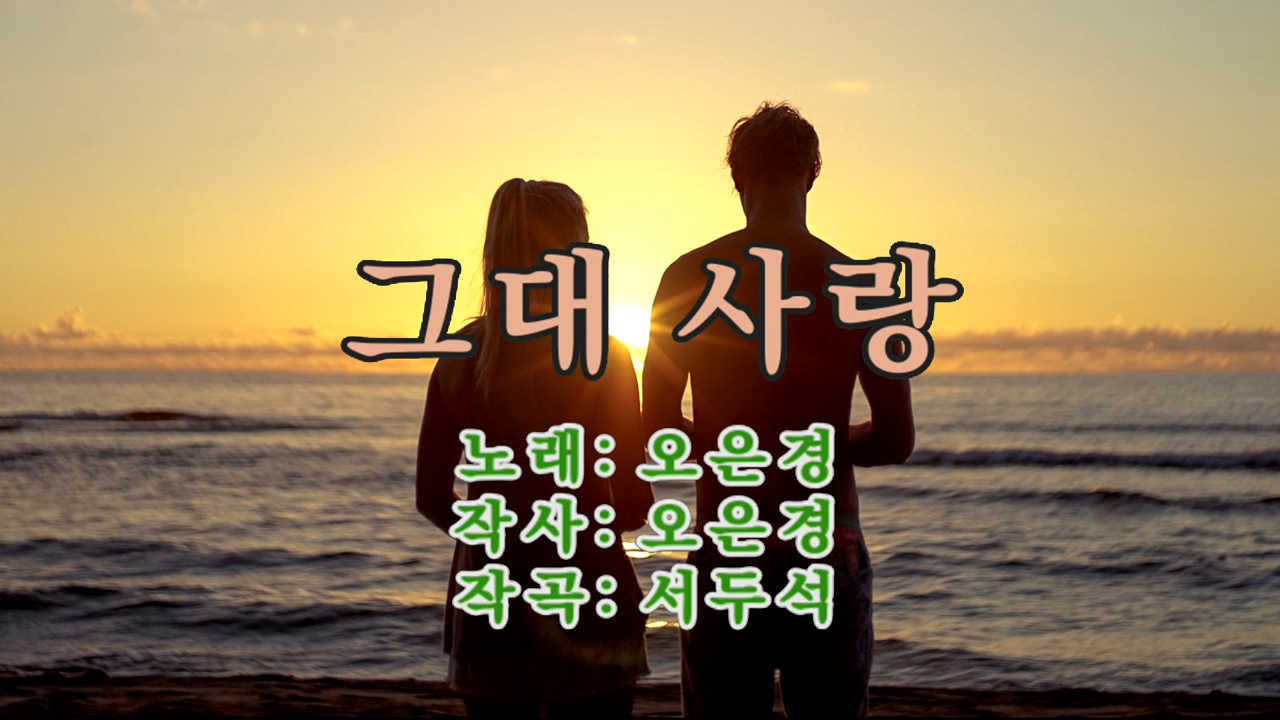 그대 사랑
노래: 오은경
작사: 오은경
작곡: 서두석